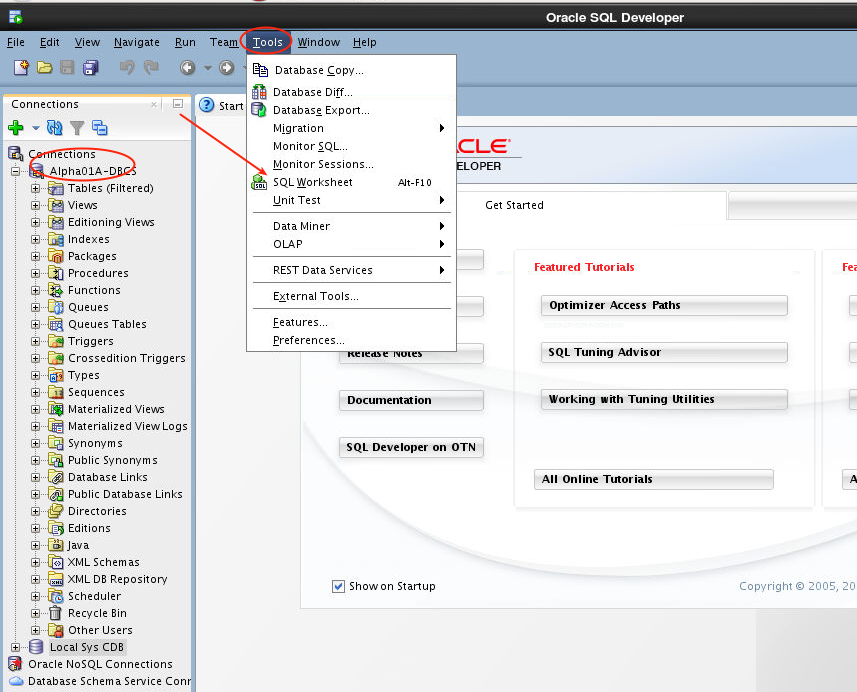 Oracle SQL Developer
File Edit View Navigate Run Team Tools Window Help
Connections
Start
Connections
Alpha01A-DBCS
Tables (Filtered)
Views
Editioning Views
Indexes
Packages
Procedures
Functions
Queues
Queues Tables
Triggers
Crossedition Triggers
Types
Sequences
Materialized Views
Materialized View Logs
Synonyms
Public Synonyms
Database Links
Public Database Links
Directories
Editions
Java
XML Schemas
XML DB Repository
Scheduler
Recycle Bin
Other Users
Local Sys CDB
Oracle NoSQL Connections
Database Schema Service Conn
Database Copy...
Database Diff...
Database Export...
Migration
Monitor SQL...
Monitor Sessions...
SQL Worksheet Alt-F10
Unit Test
Data Miner
OLAP
REST Data Services
External Tools...
Features...
Preferences...
CLE
ELOPER
Get Started
Release Notes
Documentation
SQL Developer on OTN
Featured Tutorials
Optimizer Access Paths
SQL Tuning Advisor
Working with Tuning Utilities
All Online Tutorials
Fea
A
Show on Startup
Copyright © 2005, 20